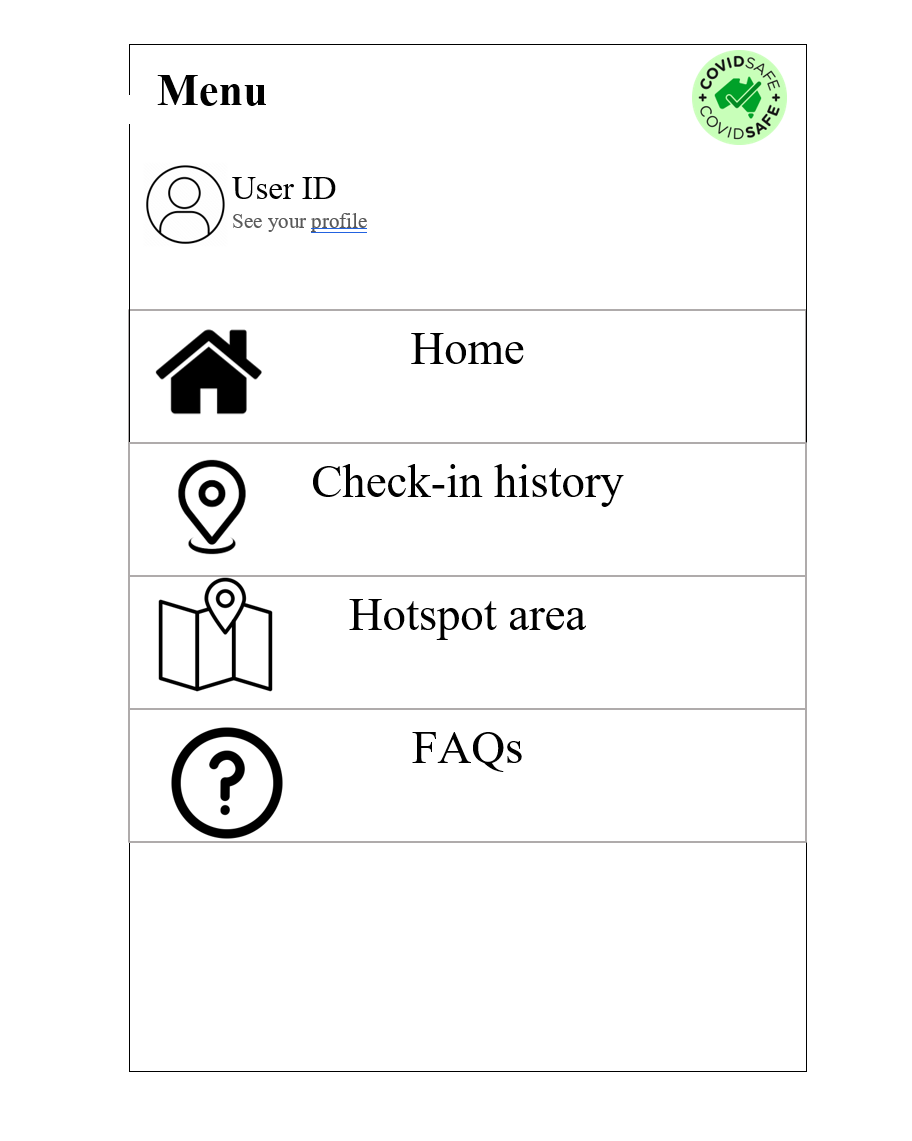 Menu
COVIDSAFE
COVIDSAFE
User ID
See your profile
Home
Check-in history
Hotspot area
FAQs